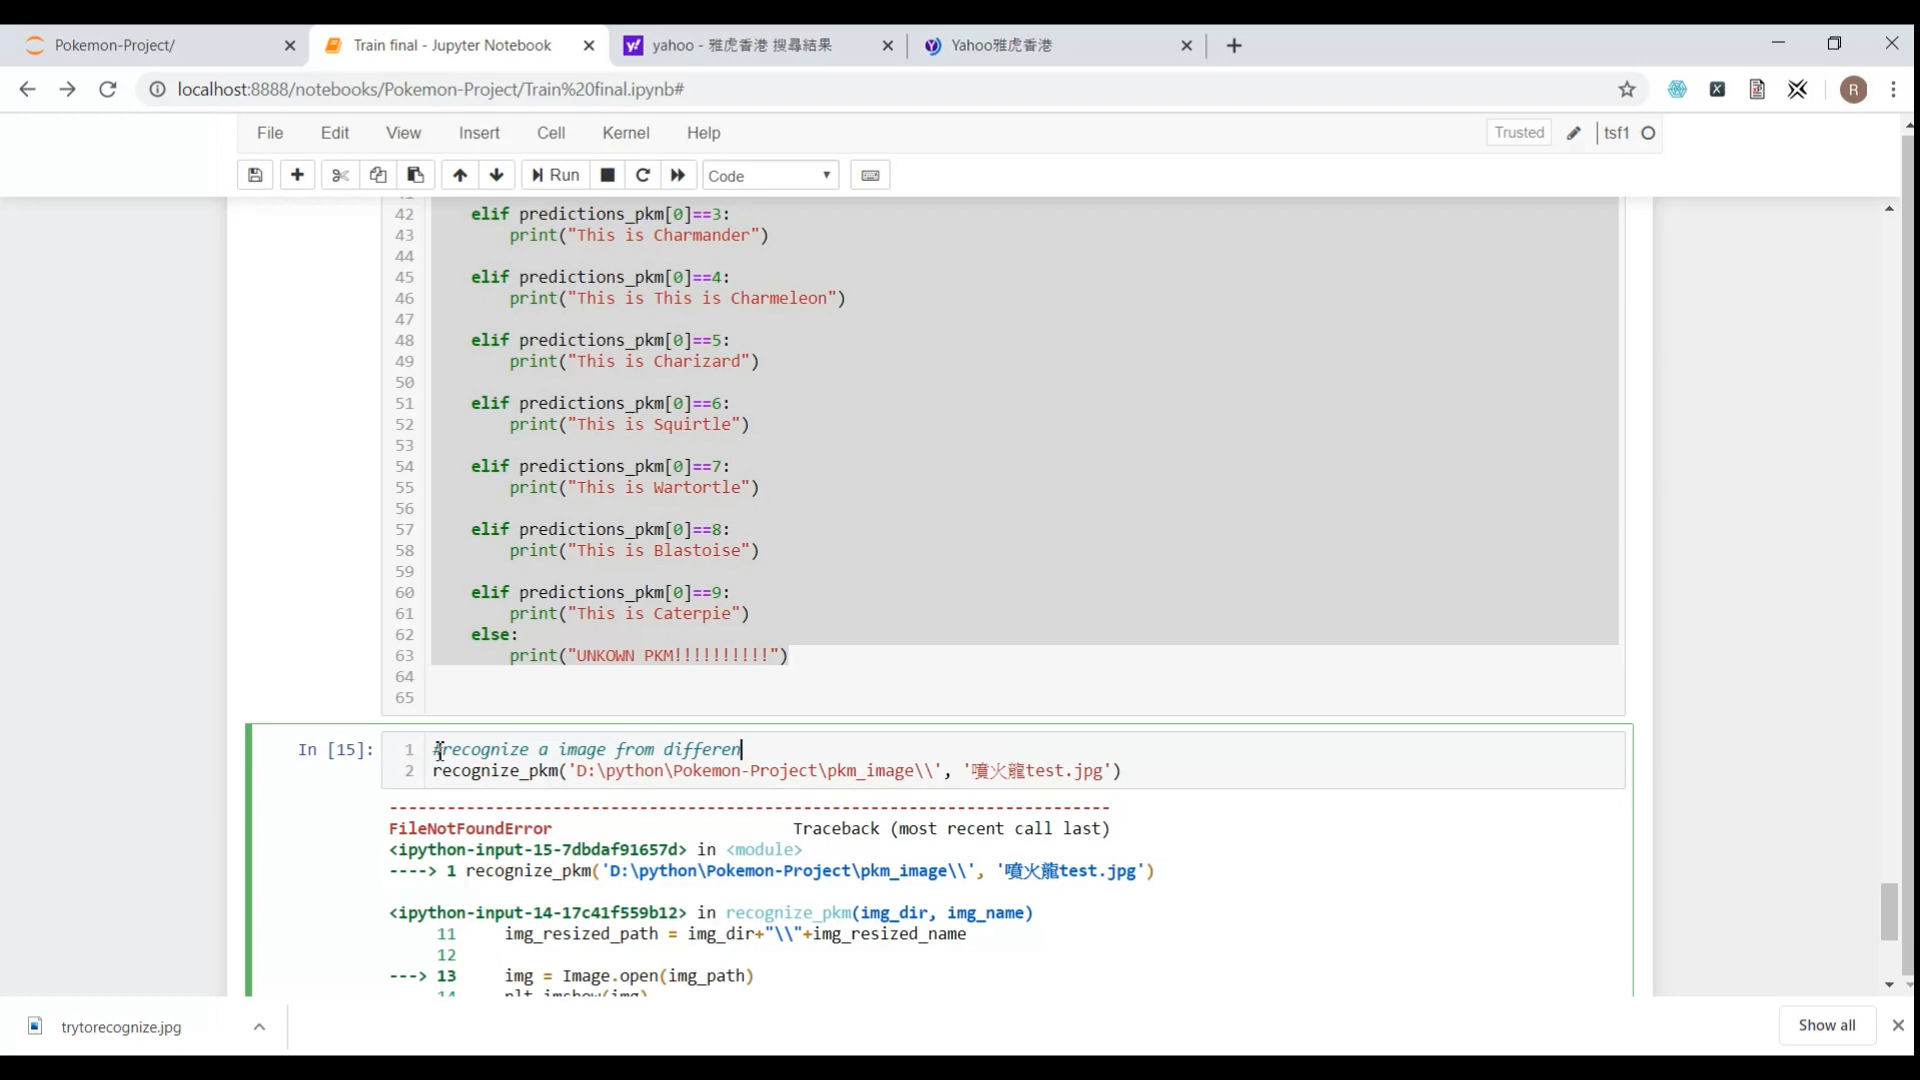 Pokemon-Project/
Train final - Jupyter Notebook
yahoo - 雅虎香港 搜尋結果
Yahoo雅虎香港
localhost:8888/notebooks/Pokemon-Project/Train%20final.ipynb#
R
File Edit View Insert Cell Kernel Help
Trusted
tsf1
Run
Code
42 elif predictions_pkm[0]==3:
43 print("This is Charmander")
44
45 elif predictions_pkm[0]==4:
46 print("This is This is Charmeleon")
47
48 elif predictions_pkm[0]==5:
49 print("This is Charizard")
50
51 elif predictions_pkm[0]==6:
52 print("This is Squirtle")
53
54 elif predictions_pkm[0]==7:
55 print("This is Wartortle")
56
57 elif predictions_pkm[0]==8:
58 print("This is Blastoise")
59
60 elif predictions_pkm[0]==9:
61 print("This is Caterpie")
62 else:
63 print("UNKOWN PKM!!!!!!!!!!")
64
65
In [15]: 1 #recognize a image from differen
2 recognize_pkm('D:\python\Pokemon-Project\pkm_image\\', '噴火龍test.jpg')
---------------------------------------------------------------------------
FileNotFoundError Traceback (most recent call last)
<ipython-input-15-7dbdaf91657d> in <module>
----> 1 recognize_pkm('D:\python\Pokemon-Project\pkm_image\\', '噴火龍test.jpg')
<ipython-input-14-17c41f559b12> in recognize_pkm(img_dir, img_name)
11 img_resized_path = img_dir+"\\"+img_resized_name
12
---> 13 img = Image.open(img_path)
14 plt.imshow(img)
trytorecognize.jpg
Show all